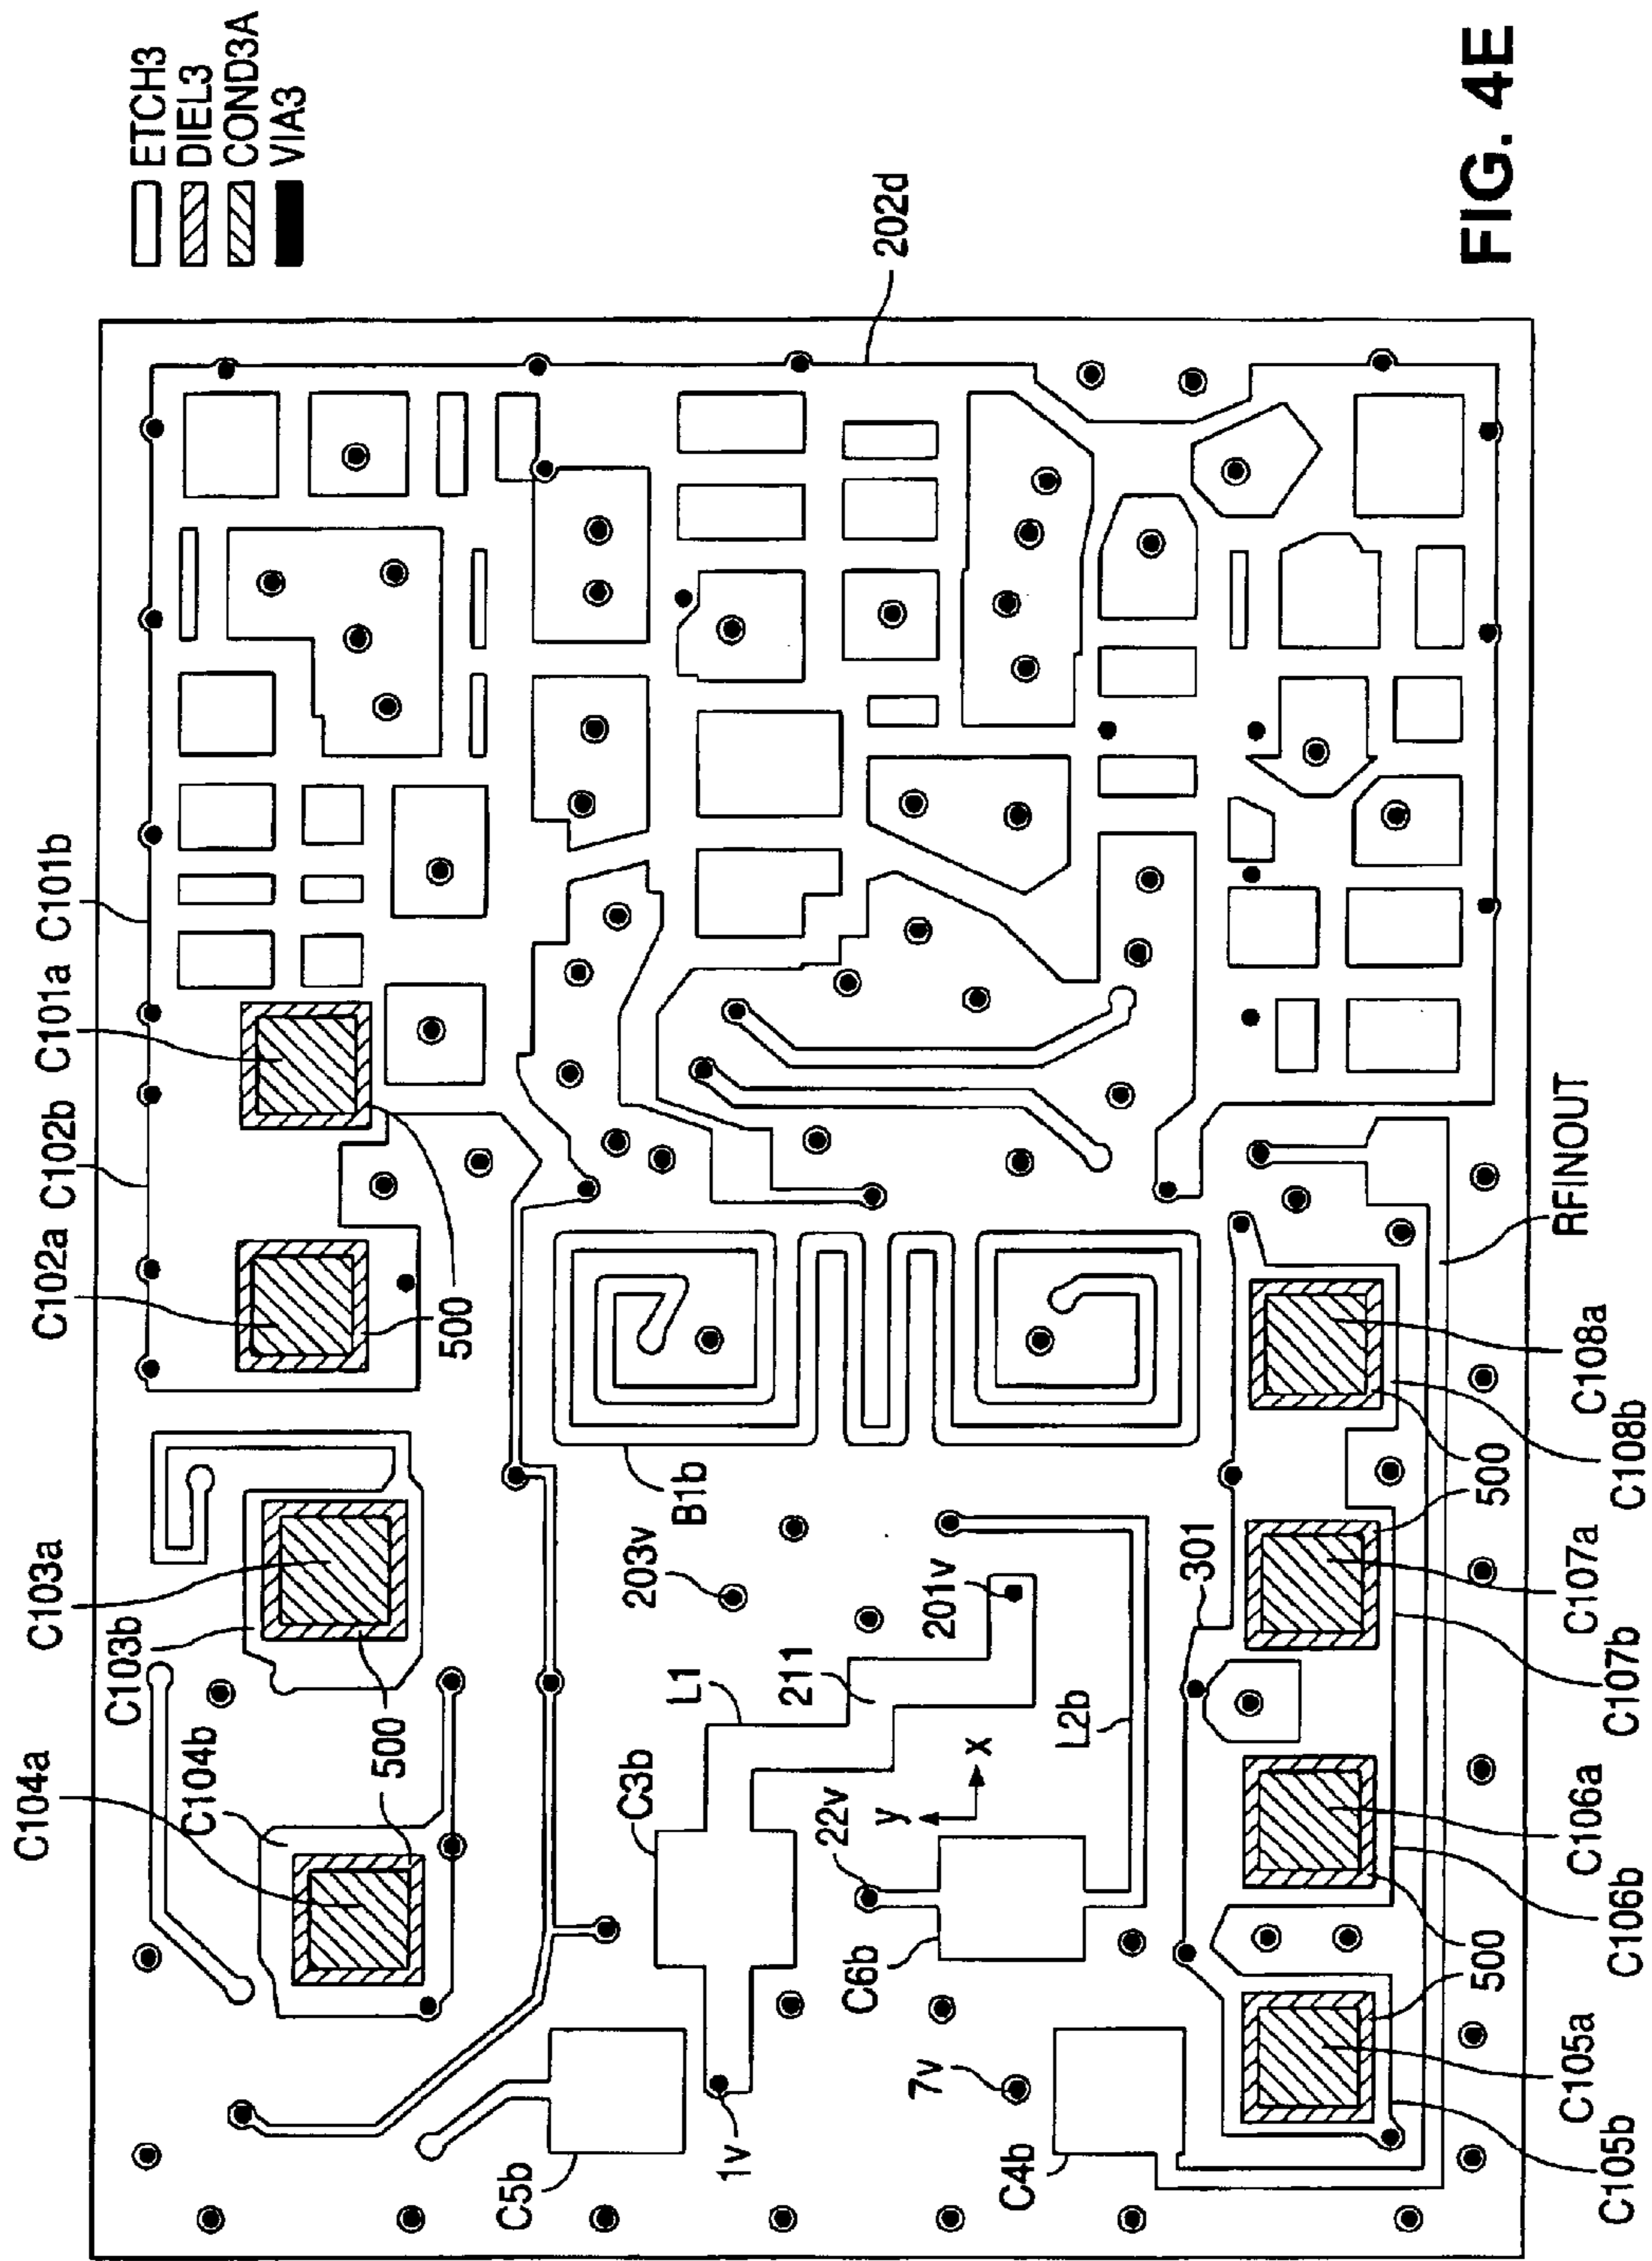 ETCH3
DIEL3
COND3A
VIA3
FIG. 4E
202d
C101b
C101a
C102b
C102a
500
C103a
C103b
C104a
C104b
500
B1b
203v
L1
211
201v
C3b
22v
y
x
L2b
301
C6b
C5b
1v
7v
C4b
RFINOUT
C108a
C108b
500
C107a
C107b
C106a
C106b
500
C105a
C105b